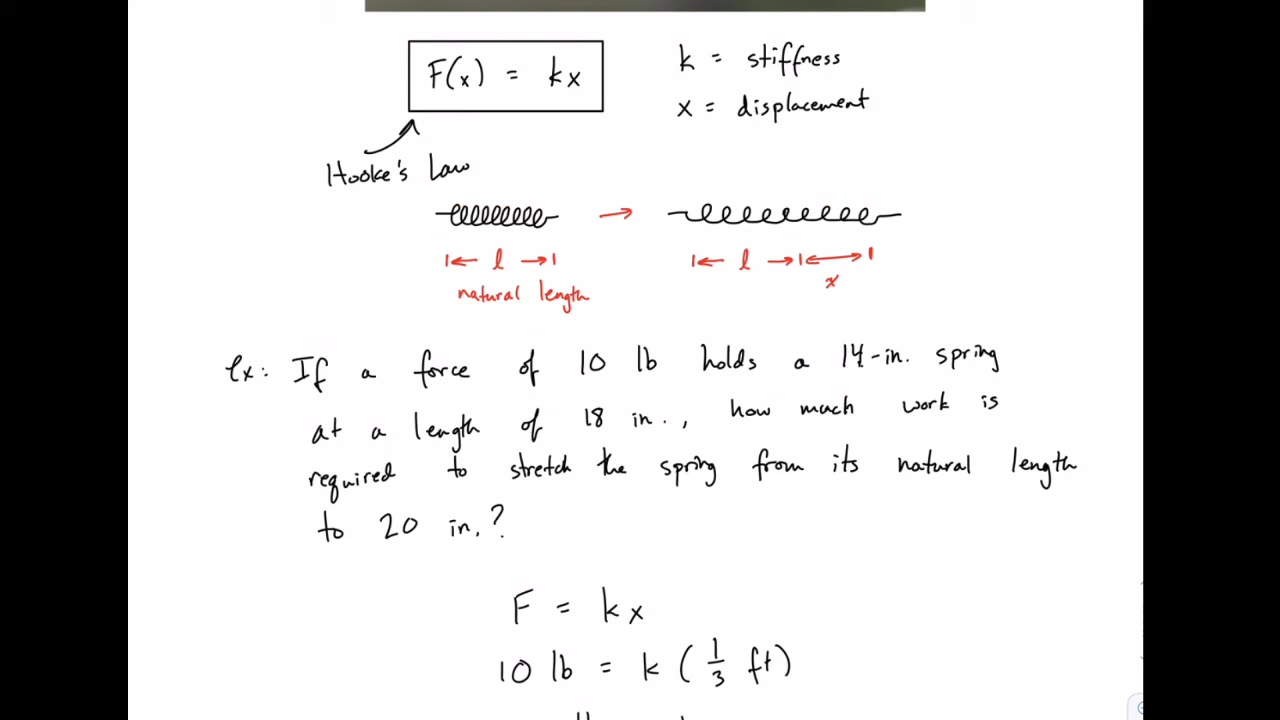 F(x) = kx
k = stiffness
x = displacement
Hooke's Law
l
natural length
l
x
Ex: If a force of 10 lb holds a 14-in. spring
at a length of 18 in., how much work is
required to stretch the spring from its natural length
to 20 in.?
F = kx
10 lb = k (1/3 ft)